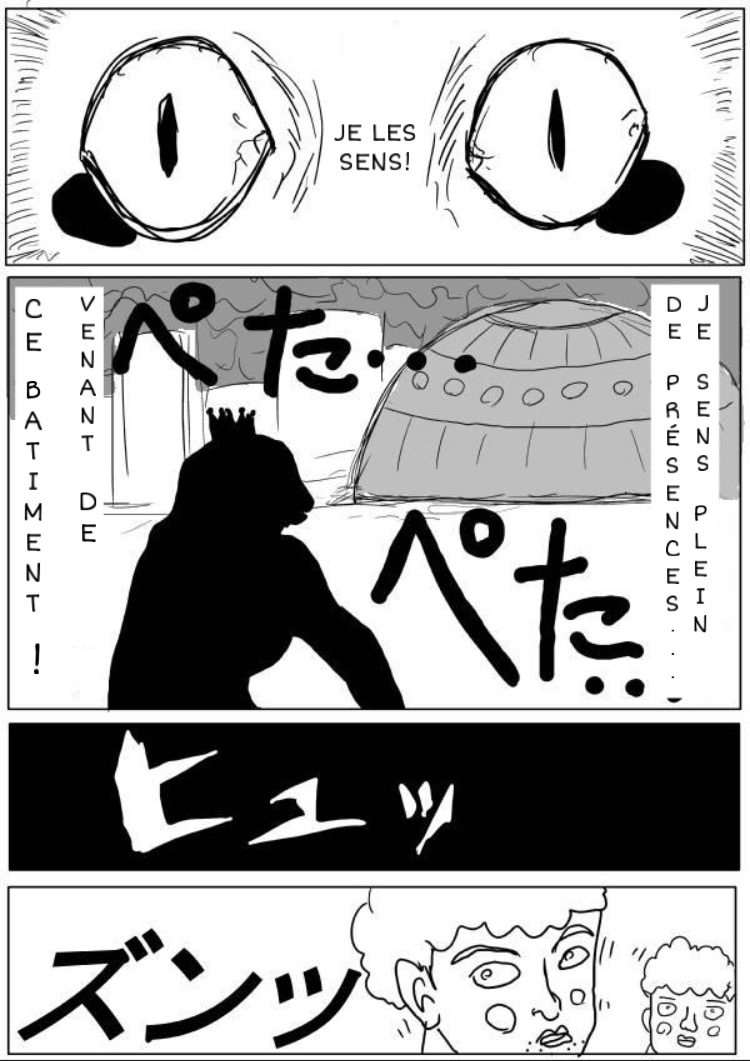 JE LES
SENS!
JE SENS PLEIN
DE PRÉSENCES....
ぺた...
ぺた..
VENANT DE
CE BATIMENT !
ヒュッ
ズンッ